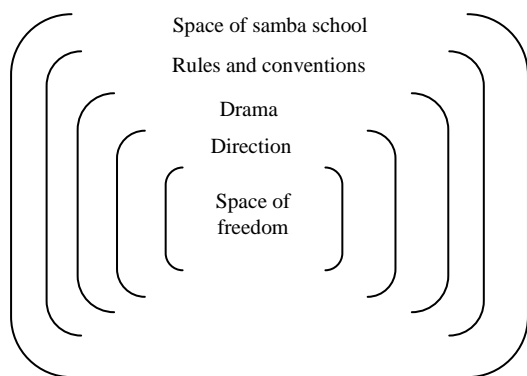 Space of samba school
Rules and conventions
Drama
Direction
Space of
freedom